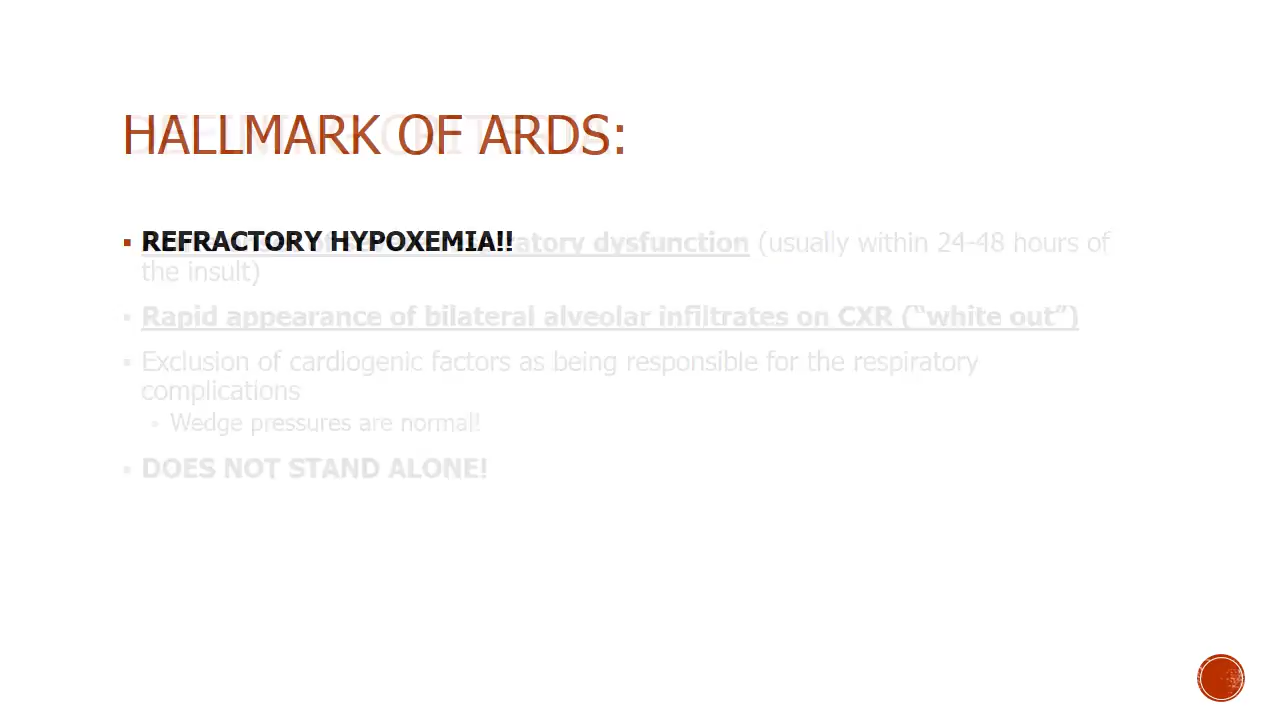 HALLMARK OF ARDS:
REFRACTORY HYPOXEMIA!!
ratory dysfunction (usually within 24-48 hours of
the insult)
Rapid appearance of bilateral alveolar infiltrates on CXR (“white out”)
Exclusion of cardiogenic factors as being responsible for the respiratory
complications
Wedge pressures are normal!
DOES NOT STAND ALONE!